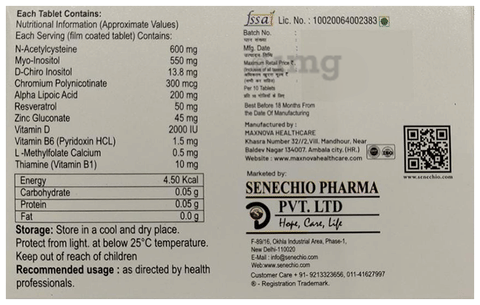 Each Tablet Contains:
Nutritional Information (Approximate Values)
Each Serving (film coated tablet) Contains:
N-Acetylcysteine 600 mg
Myo-Inositol 550 mg
D-Chiro Inositol 13.8 mg
Chromium Polynicotinate 300 mcg
Alpha Lipoic Acid 200 mg
Resveratrol 50 mg
Zinc Gluconate 45 mg
Vitamin D 2000 IU
Vitamin B6 (Pyridoxin HCL) 1.5 mg
L-Methylfolate Calcium 0.5 mg
Thiamine (Vitamin B1) 10 mg
Energy 4.50 Kcal
Carbohydrate 0.05 g
Protein 0.05 g
Fat 0.0 g
Storage: Store in a cool and dry place.
Protect from light. at below 25°C temperature.
Keep out of reach of children
Recommended usage : as directed by health
professionals.
fssai Lic. No. : 10020064002383
Batch No.
Mfg. Date
Maximum Retail Price ₹.
Per 10 Tablets
Best Before 18 Months From
the Date Of Manufacturing
Manufactured by :
MAXNOVA HEALTHCARE
Khasra Number 32//2,Vill. Mandhour, Near
Baldev Nagar 134007. Ambala city. (HR.)
Website : www.maxnovahealthcare.com
www.senechio.com
Marketed by:
SENECHIO PHARMA
PVT. LTD
Hope, Care, Life
F-89/16, Okhla Industrial Area, Phase-1,
New Delhi-110020
E-Mail : info@senechio.com
Web:www.senechio.com
Customer Care + 91- 9213323656, 011-41627997
® - Registration Trademark.